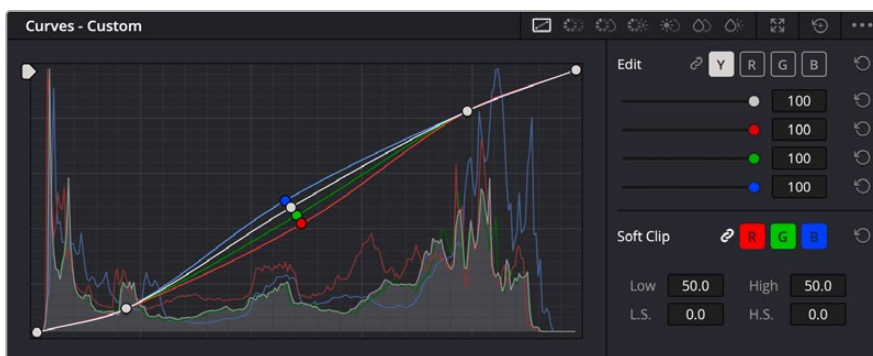 Curves - Custom
Edit Y R G B
100
100
100
100
Soft Clip R G B
Low 50.0 High 50.0
L.S. 0.0 H.S. 0.0